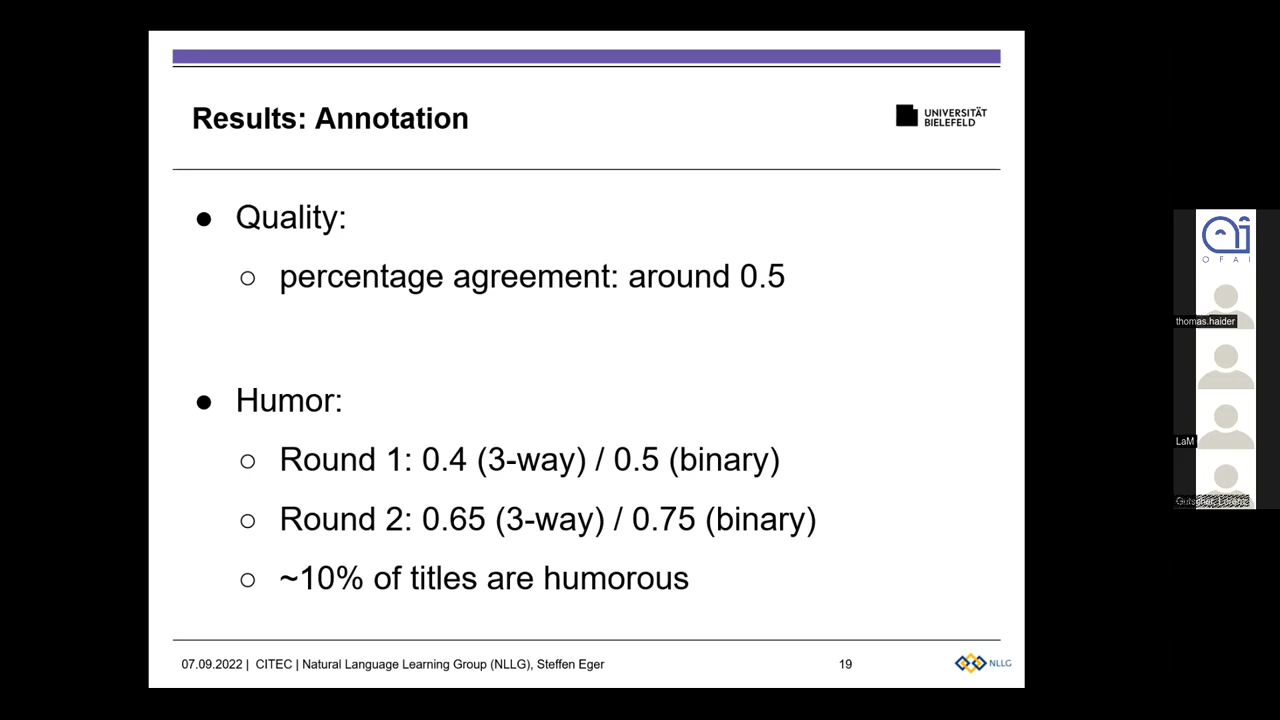 Results: Annotation
UNIVERSITÄT
BIELEFELD
● Quality:
○ percentage agreement: around 0.5
● Humor:
○ Round 1: 0.4 (3-way) / 0.5 (binary)
○ Round 2: 0.65 (3-way) / 0.75 (binary)
○ ~10% of titles are humorous
07.09.2022 | CITEC | Natural Language Learning Group (NLLG), Steffen Eger
19
NLLG
OFAI
thomas.haider
LaM